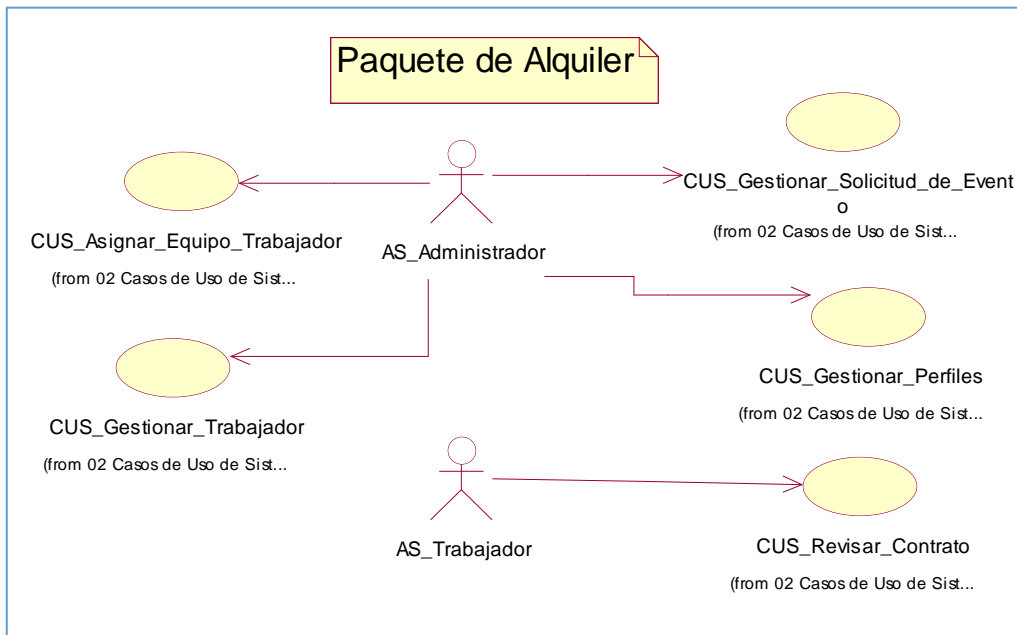 Paquete de Alquiler
CUS_Gestionar_Solicitud_de_Event
o
(from 02 Casos de Uso de Sist...
CUS_Asignar_Equipo_Trabajador
(from 02 Casos de Uso de Sist...
AS_Administrador
CUS_Gestionar_Perfiles
(from 02 Casos de Uso de Sist...
CUS_Gestionar_Trabajador
(from 02 Casos de Uso de Sist...
AS_Trabajador
CUS_Revisar_Contrato
(from 02 Casos de Uso de Sist...